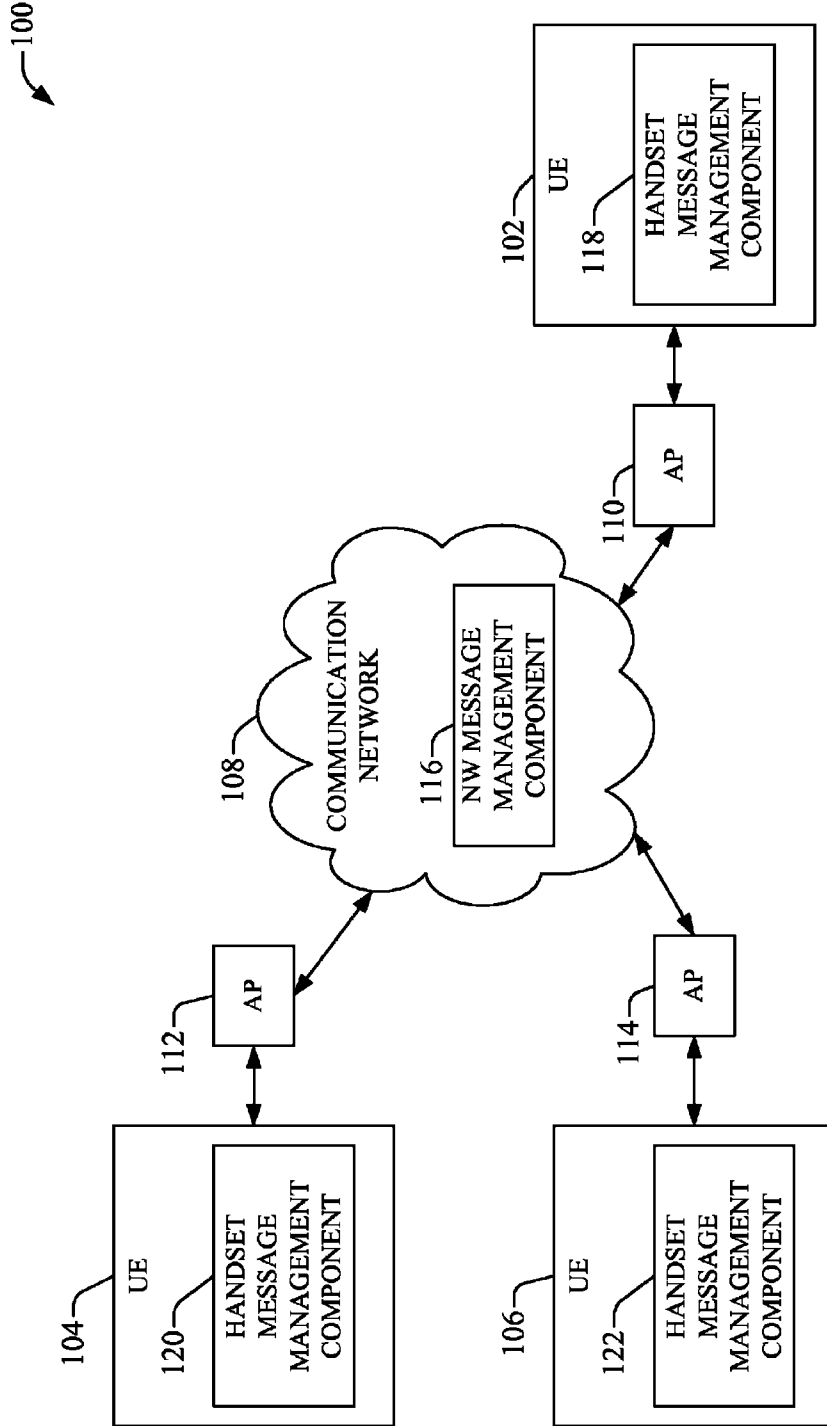 100
104
UE
120
HANDSET
MESSAGE
MANAGEMENT
COMPONENT
112
AP
108
COMMUNICATION
NETWORK
116
NW MESSAGE
MANAGEMENT
COMPONENT
106
UE
122
HANDSET
MESSAGE
MANAGEMENT
COMPONENT
114
AP
110
AP
102
UE
118
HANDSET
MESSAGE
MANAGEMENT
COMPONENT